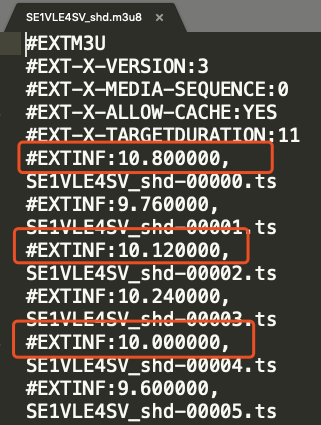 SE1VLE4SV_shd.m3u8 ×
#EXTM3U
#EXT-X-VERSION:3
#EXT-X-MEDIA-SEQUENCE:0
#EXT-X-ALLOW-CACHE:YES
#EXT-X-TARGETDURATION:11
#EXTINF:10.800000,
SE1VLE4SV_shd-00000.ts
#EXTINF:9.760000,
SE1VLE4SV_shd-00001.ts
#EXTINF:10.120000,
SE1VLE4SV_shd-00002.ts
#EXTINF:10.240000,
SE1VLE4SV_shd-00003.ts
#EXTINF:10.000000,
SE1VLE4SV_shd-00004.ts
#EXTINF:9.600000,
SE1VLE4SV_shd-00005.ts